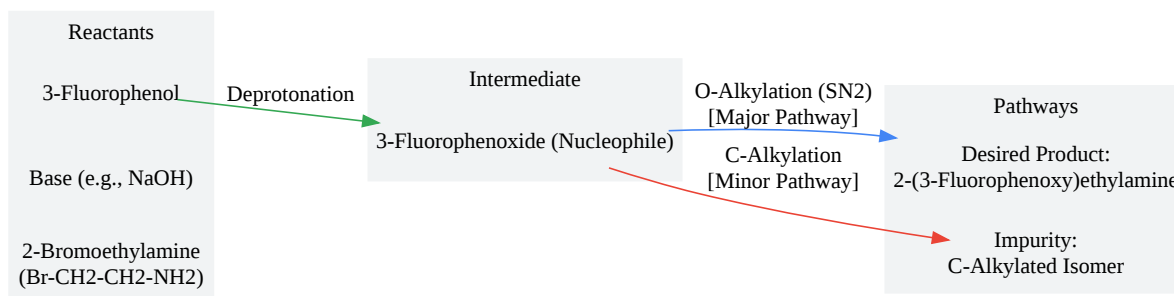 Reactants
3-Fluorophenol
Base (e.g., NaOH)
2-Bromoethylamine
(Br-CH2-CH2-NH2)
Deprotonation
Intermediate
3-Fluorophenoxide (Nucleophile)
O-Alkylation (SN2)
[Major Pathway]
C-Alkylation
[Minor Pathway]
Pathways
Desired Product:
2-(3-Fluorophenoxy)ethylamine
Impurity:
C-Alkylated Isomer